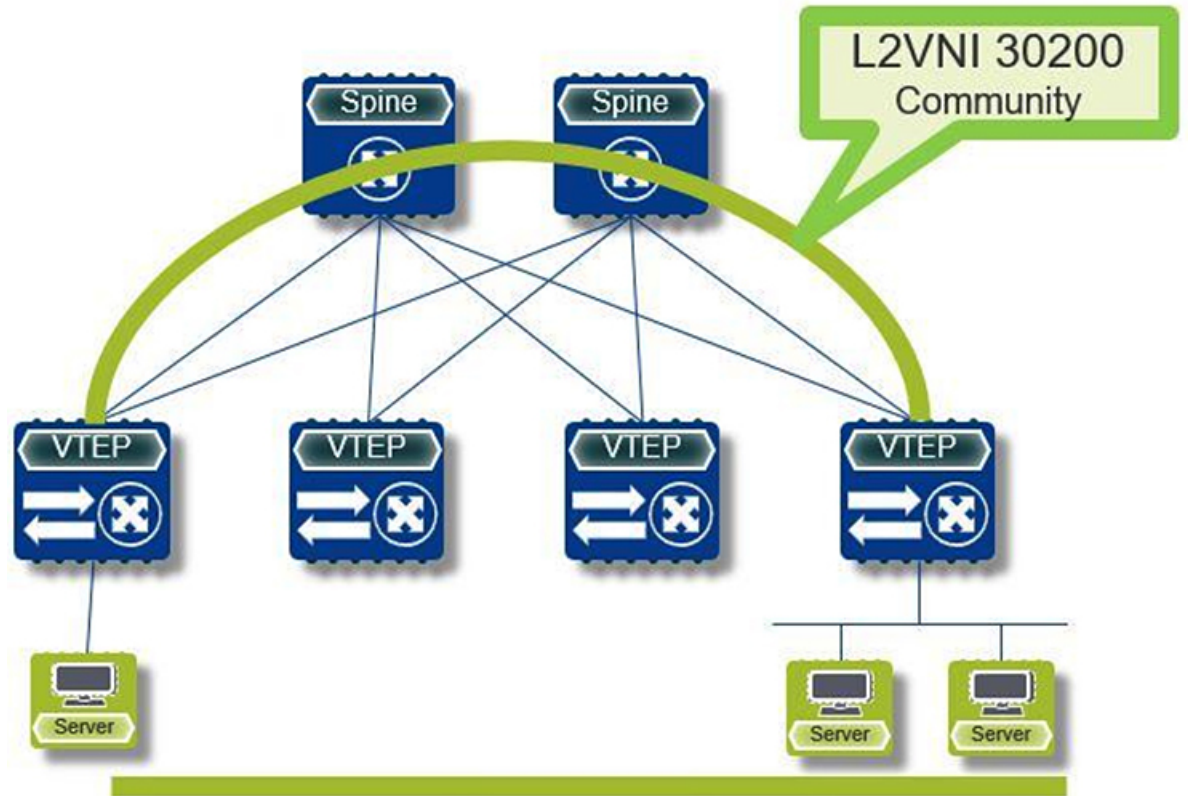 L2VNI 30200
Community
Spine
Spine
VTEP
VTEP
VTEP
VTEP
Server
Server
Server